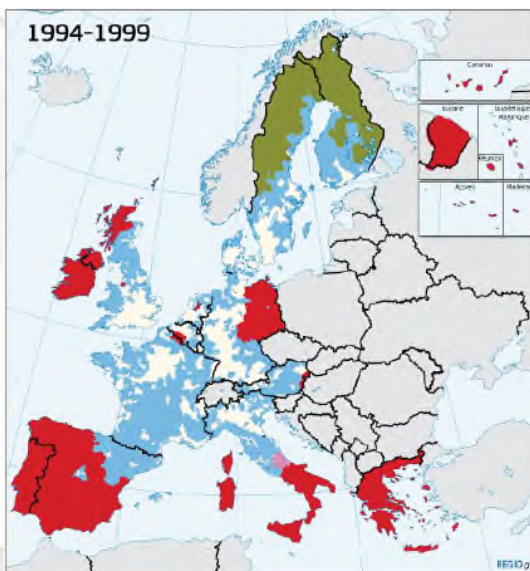 1994-1999
Canarias
Guyane
Guadeloupe
Martinique
Réunion
Açores
Madeira
REGIO